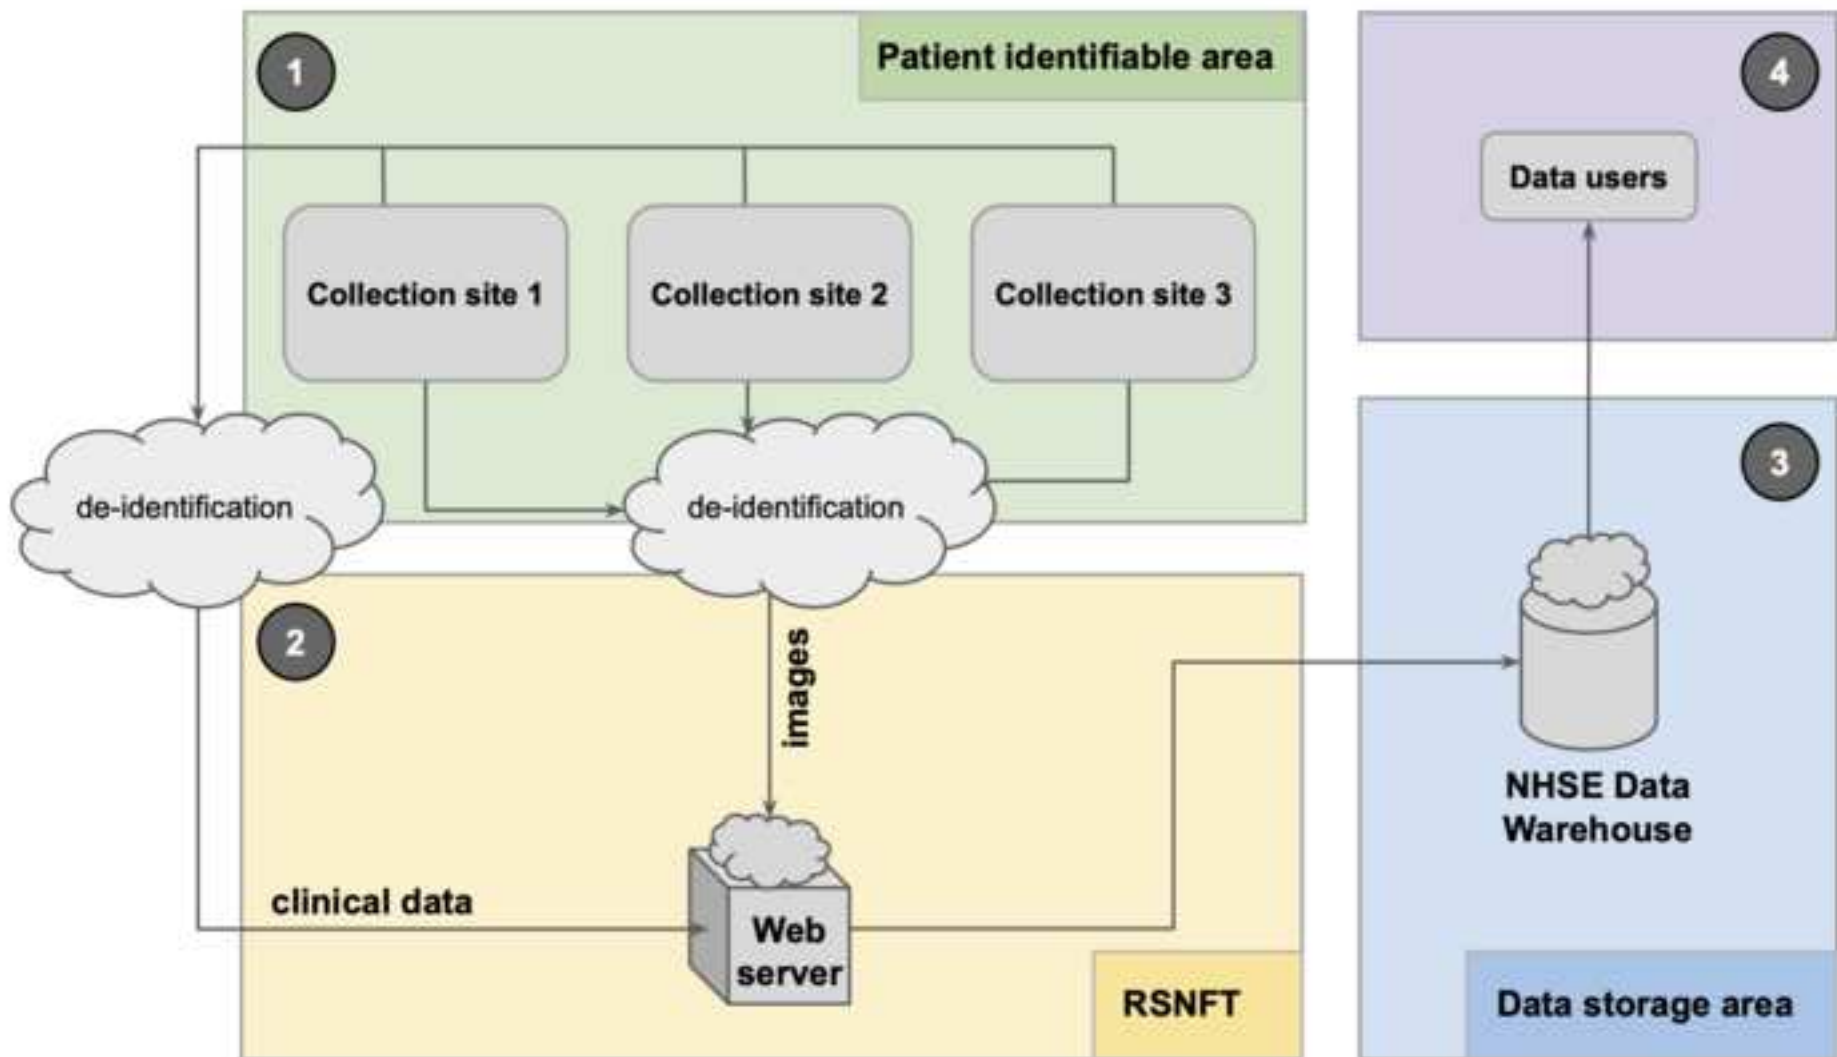 1
Patient identifiable area
Collection site 1
Collection site 2
Collection site 3
de-identification
de-identification
2
images
clinical data
Web
server
RSNFT
4
Data users
3
NHSE Data
Warehouse
Data storage area